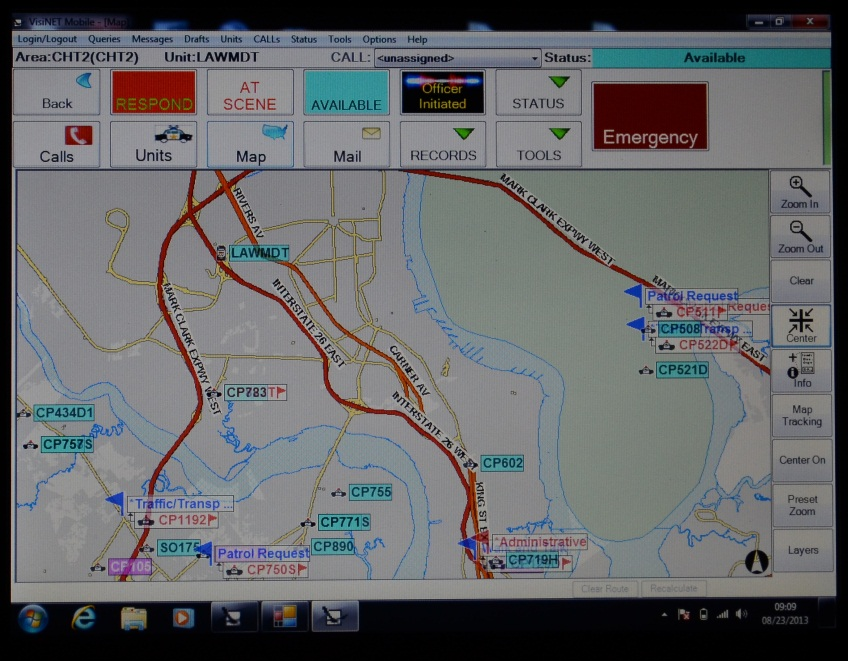 VisiNET Mobile - [Map
Login/Logout Queries Messages Drafts Units CALLs Status Tools Options Help
Area:CHT2(CHT2) Unit:LAWMDT CALL: <unassigned> Status: Available
Back RESPOND AT SCENE AVAILABLE Officer Initiated STATUS Emergency
Calls Units Map Mail RECORDS TOOLS
Zoom In
Zoom Out
Clear
Center
Info
Map Tracking
Center On
Preset Zoom
Layers
RIVERS AV
MARK CLARK EXPWY WEST
LAWMDT
MARK CLARK EXPWY WEST
INTERSTATE 26 EAST
Patrol Request
CP511
CP508 Transp ...
CP522D
EAST
CARNER AV
CP521D
CP783
INTERSTATE 26 WE
CP434D1
CP757S
CP602
CP755
KING ST E
*Traffic/Transp ...
CP1192
CP771S
SO175
Patrol Request
CP890
*Administrative
CP105
CP750S
CP719H
Clear Route Recalculate
09:09
08/23/2013